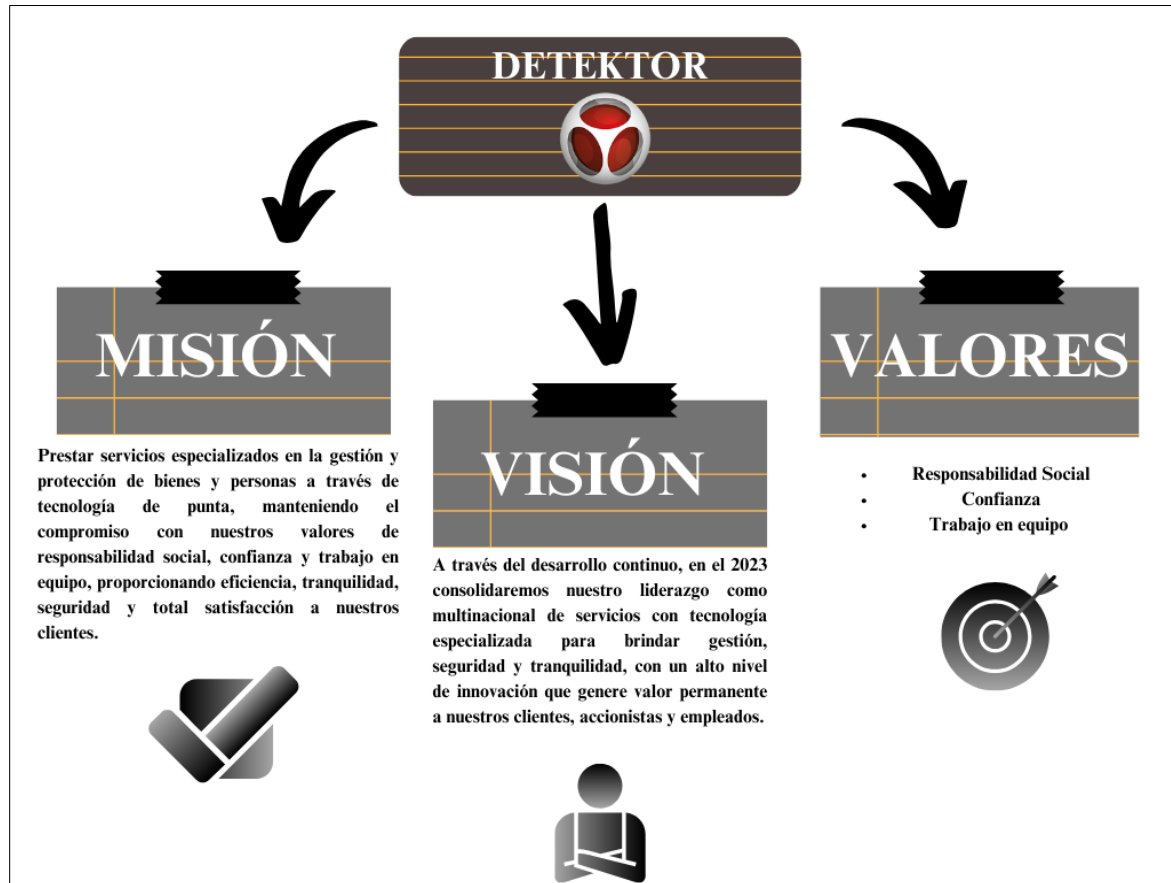 DETEKTOR
MISIÓN
Prestar servicios especializados en la gestión y
protección de bienes y personas a través de
tecnología de punta, manteniendo el
compromiso con nuestros valores de
responsabilidad social, confianza y trabajo en
equipo, proporcionando eficiencia, tranquilidad,
seguridad y total satisfacción a nuestros
clientes.
VISIÓN
A través del desarrollo continuo, en el 2023
consolidaremos nuestro liderazgo como
multinacional de servicios con tecnología
especializada para brindar gestión,
seguridad y tranquilidad, con un alto nivel
de innovación que genere valor permanente
a nuestros clientes, accionistas y empleados.
VALORES
• Responsabilidad Social
• Confianza
• Trabajo en equipo